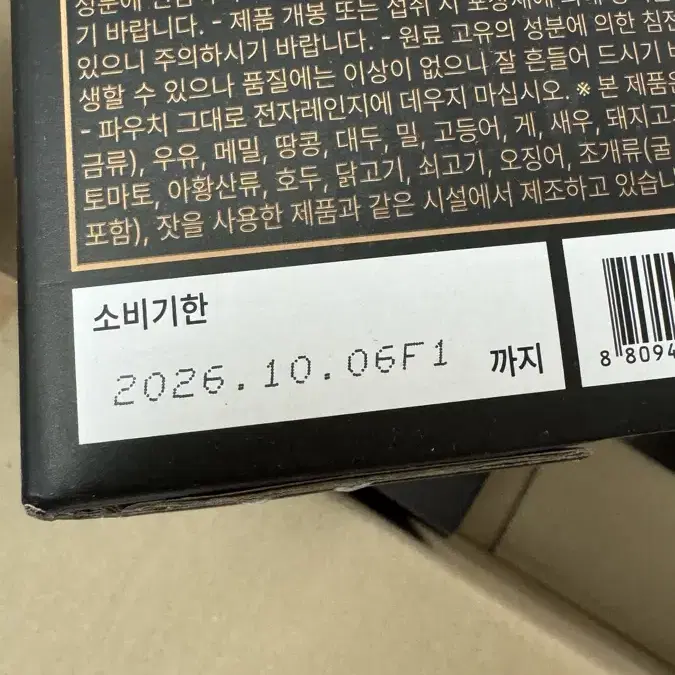 기 바랍니다. - 제품 개봉 또는 섭취 시 포장재에 의해
있으니 주의하시기 바랍니다. - 원료 고유의 성분에 의한 침전
생할 수 있으나 품질에는 이상이 없으나 잘 흔들어 드시기 바
- 파우치 그대로 전자레인지에 데우지 마십시오. ※ 본 제품은
금류), 우유, 메밀, 땅콩, 대두, 밀, 고등어, 게, 새우, 돼지고기
토마토, 아황산류, 호두, 닭고기, 쇠고기, 오징어, 조개류(굴
포함), 잣을 사용한 제품과 같은 시설에서 제조하고 있습니
소비기한
2026.10.06F1 까지
8 8094